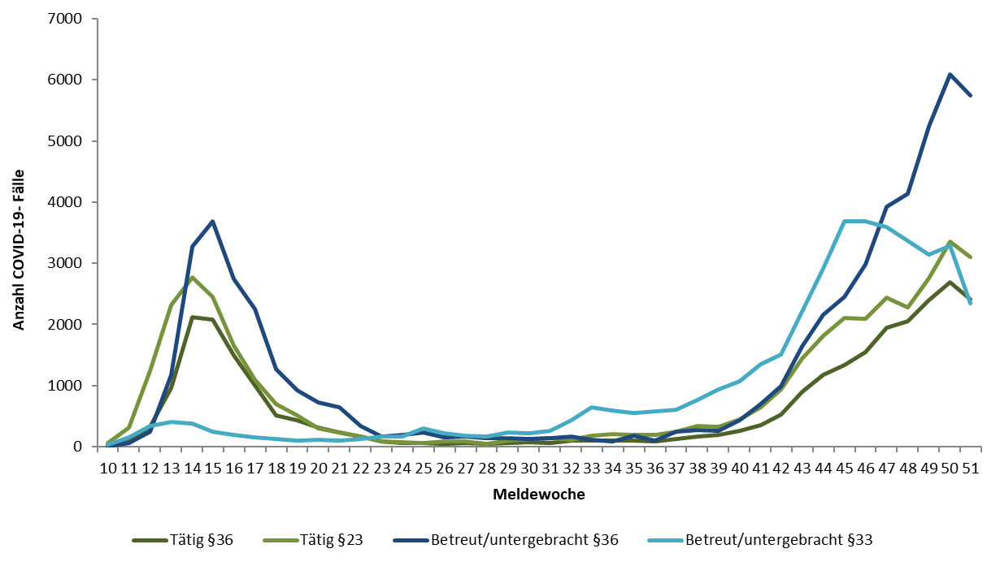 7000
6000
5000
4000
3000
2000
1000
0
Anzahl COVID-19- Fälle
10 11 12 13 14 15 16 17 18 19 20 21 22 23 24 25 26 27 28 29 30 31 32 33 34 35 36 37 38 39 40 41 42 43 44 45 46 47 48 49 50 51
Meldewoche
Tätig §36 Tätig §23 Betreut/untergebracht §36 Betreut/untergebracht §33